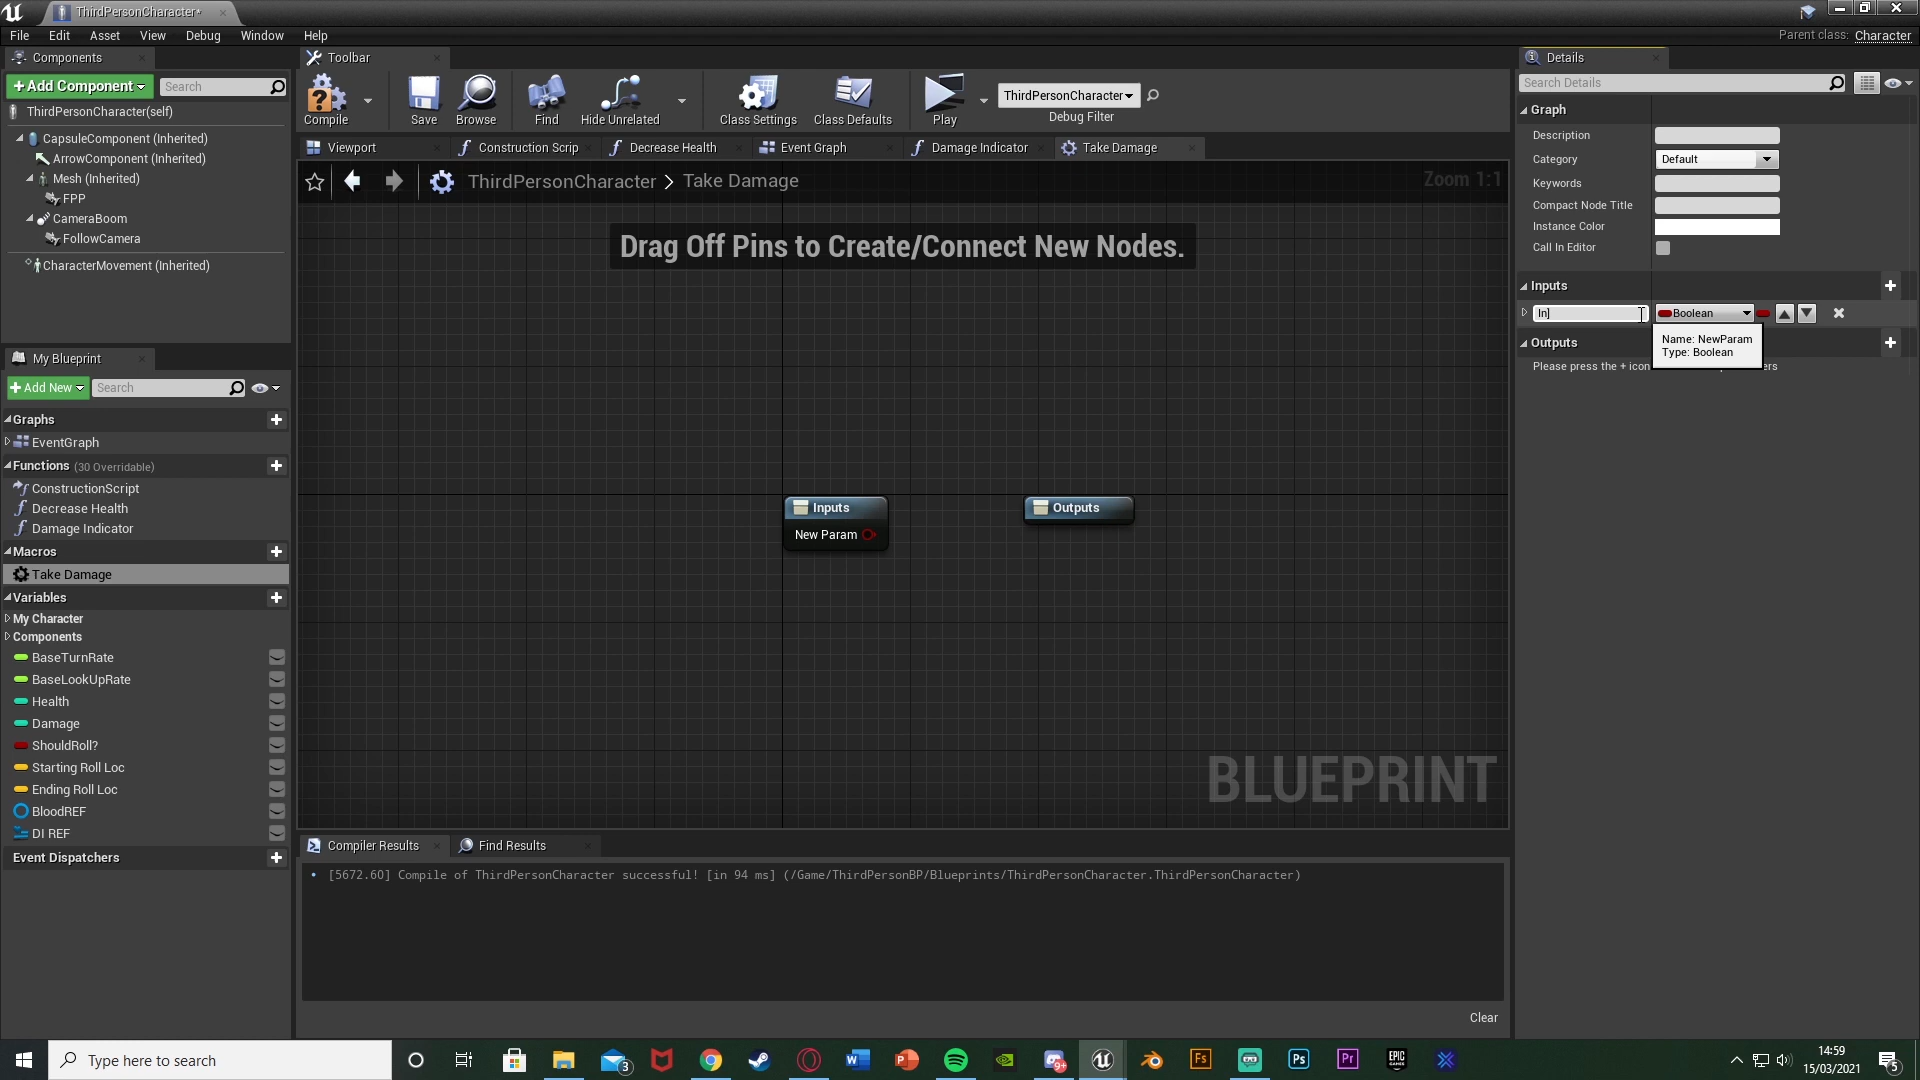 ThirdPersonCharacter*
File Edit Asset View Debug Window Help
Parent class: Character
Components
Add Component
Search
ThirdPersonCharacter(self)
CapsuleComponent (Inherited)
ArrowComponent (Inherited)
Mesh (Inherited)
FPP
CameraBoom
FollowCamera
CharacterMovement (Inherited)
My Blueprint
Add New
Search
Graphs
EventGraph
Functions (30 Overridable)
ConstructionScript
Decrease Health
Damage Indicator
Macros
Take Damage
Variables
My Character
Components
BaseTurnRate
BaseLookUpRate
Health
Damage
ShouldRoll?
Starting Roll Loc
Ending Roll Loc
BloodREF
DI REF
Event Dispatchers
Toolbar
Compile
Save
Browse
Find
Hide Unrelated
Class Settings
Class Defaults
Play
ThirdPersonCharacter
Debug Filter
Viewport
Construction Scrip
Decrease Health
Event Graph
Damage Indicator
Take Damage
ThirdPersonCharacter > Take Damage
Zoom 1:1
Drag Off Pins to Create/Connect New Nodes.
Inputs
New Param
Outputs
BLUEPRINT
Compiler Results
Find Results
[5672.60] Compile of ThirdPersonCharacter successful! [in 94 ms] (/Game/ThirdPersonBP/Blueprints/ThirdPersonCharacter.ThirdPersonCharacter)
Clear
Details
Search Details
Graph
Description
Category
Default
Keywords
Compact Node Title
Instance Color
Call In Editor
Inputs
In
Boolean
Name: NewParam
Type: Boolean
Outputs
Please press the + icon
Type here to search
3
9+
Fs
Ps
Pr
EPIC
14:59
15/03/2021
5